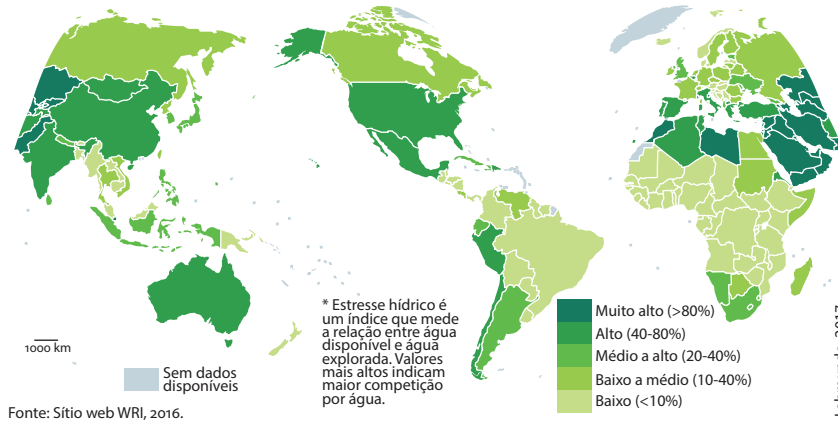 * Estresse hídrico é
um índice que mede
a relação entre água
disponível e água
explorada. Valores
mais altos indicam
maior competição
por água.
Muito alto (>80%)
Alto (40-80%)
Médio a alto (20-40%)
Baixo a médio (10-40%)
Baixo (<10%)
1000 km
Sem dados
disponíveis
Fonte: Sítio web WRI, 2016.